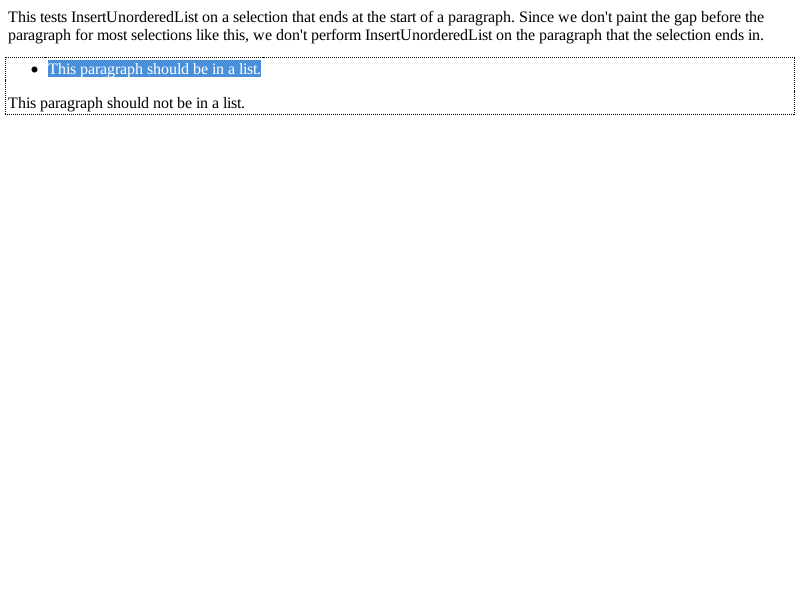 This tests InsertUnorderedList on a selection that ends at the start of a paragraph. Since we don't paint the gap before the
paragraph for most selections like this, we don't perform InsertUnorderedList on the paragraph that the selection ends in.
• This paragraph should be in a list.
This paragraph should not be in a list.